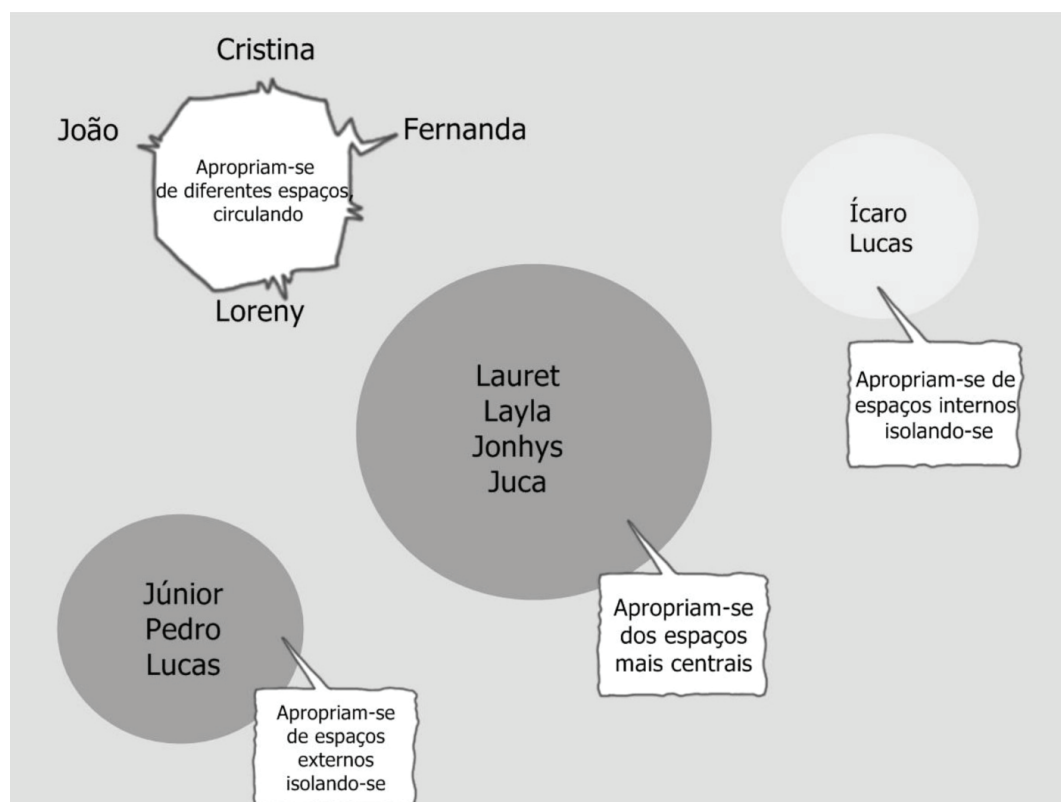 Cristina
João
Fernanda
Apropriam-se
de diferentes espaços,
circulando
Loreny
Ícaro
Lucas
Apropriam-se de
espaços internos
isolando-se
Lauret
Layla
Jonhys
Juca
Apropriam-se
dos espaços
mais centrais
Júnior
Pedro
Lucas
Apropriam-se
de espaços
externos
isolando-se